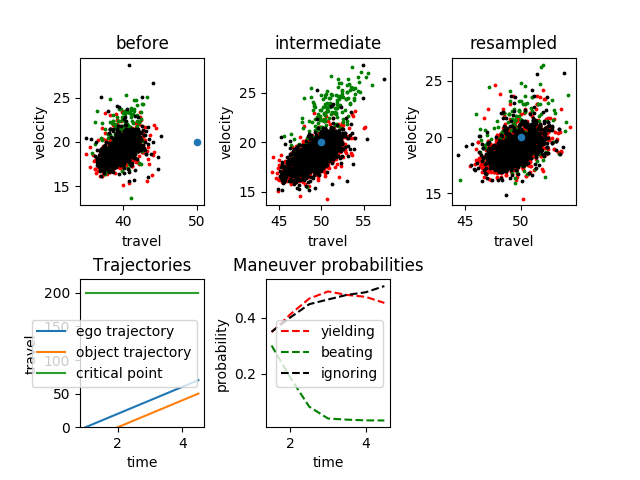 before
intermediate
resampled
velocity
25
20
15
40
50
travel
velocity
25
20
15
45
50
55
travel
velocity
25
20
15
45
50
travel
Trajectories
Maneuver probabilities
travel
200
150
100
50
0
ego trajectory
object trajectory
critical point
2
4
time
probability
0.4
0.2
yielding
beating
ignoring
2
4
time